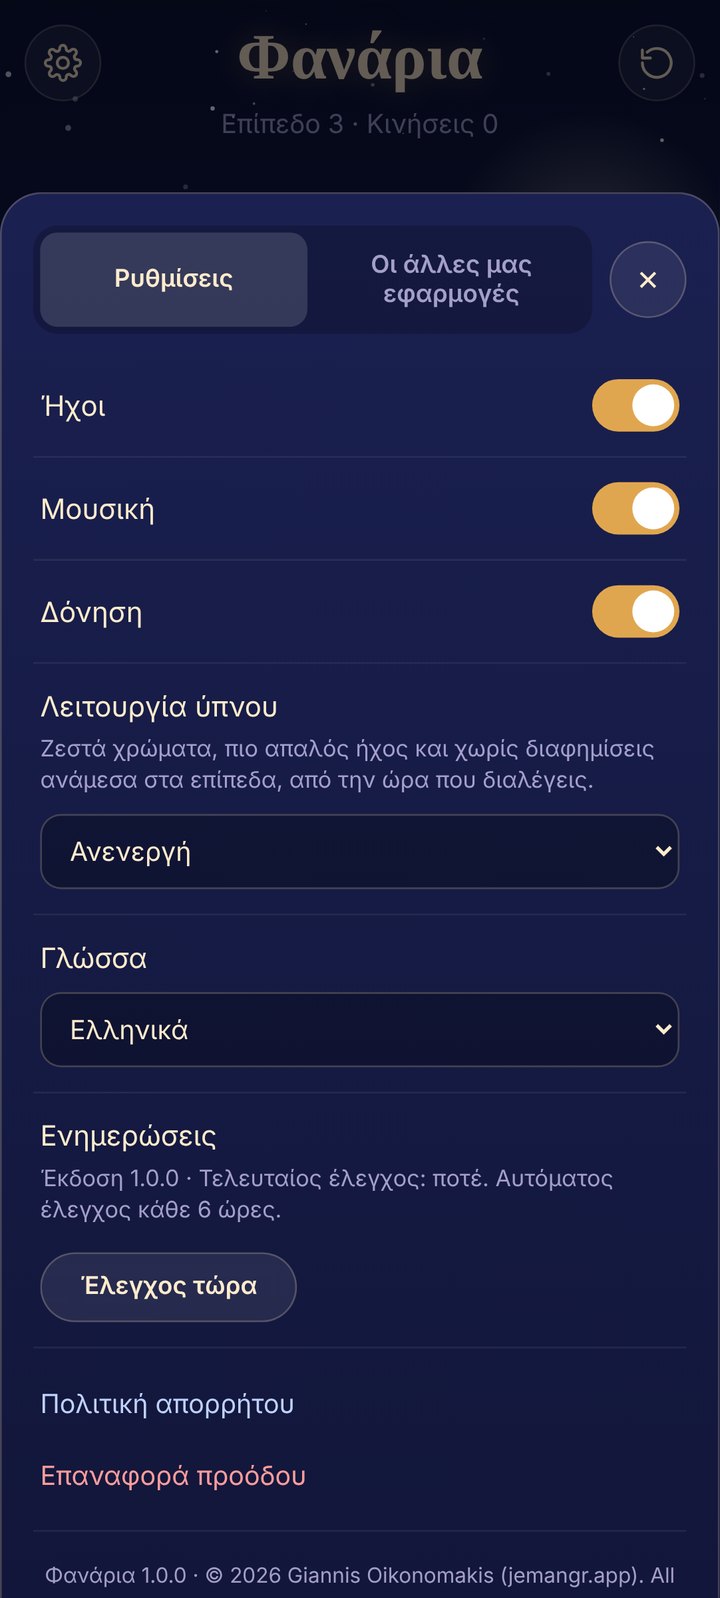 Φανάρια
Επίπεδο 3 · Κινήσεις 0
Ρυθμίσεις
Οι άλλες μας
εφαρμογές
Ήχοι
Μουσική
Δόνηση
Λειτουργία ύπνου
Ζεστά χρώματα, πιο απαλός ήχος και χωρίς διαφημίσεις
ανάμεσα στα επίπεδα, από την ώρα που διαλέγεις.
Ανενεργή
Γλώσσα
Ελληνικά
Ενημερώσεις
Έκδοση 1.0.0 · Τελευταίος έλεγχος: ποτέ. Αυτόματος
έλεγχος κάθε 6 ώρες.
Έλεγχος τώρα
Πολιτική απορρήτου
Επαναφορά προόδου
Φανάρια 1.0.0 · © 2026 Giannis Oikonomakis (jemangr.app). All